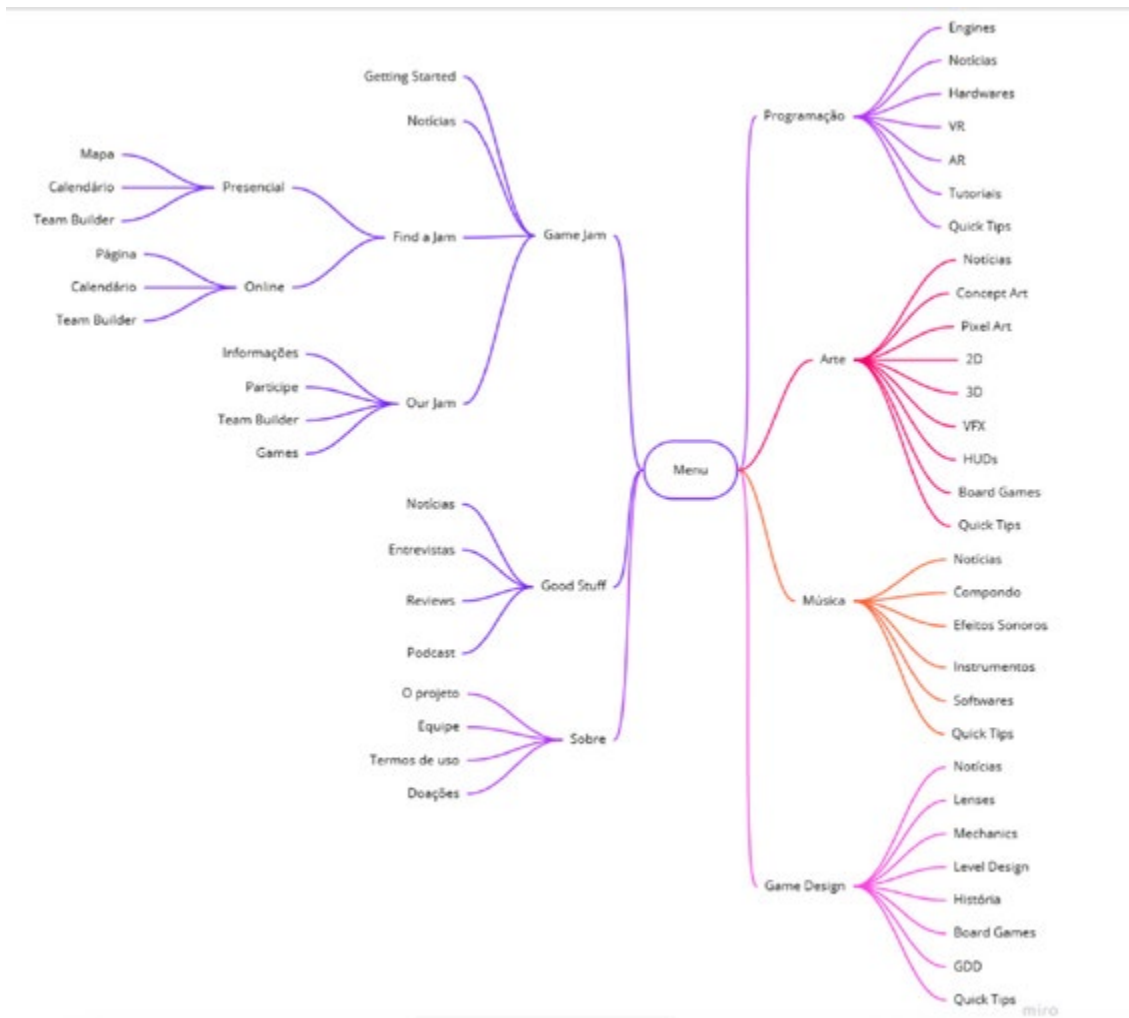 Menu
Game Jam
Getting Started
Notícias
Find a Jam
Presencial
Mapa
Calendário
Team Builder
Online
Página
Calendário
Team Builder
Our Jam
Informações
Participe
Team Builder
Games
Good Stuff
Notícias
Entrevistas
Reviews
Podcast
Sobre
O projeto
Equipe
Termos de uso
Doações
Programação
Engines
Notícias
Hardwares
VR
AR
Tutoriais
Quick Tips
Arte
Notícias
Concept Art
Pixel Art
2D
3D
VFX
HUDs
Board Games
Quick Tips
Música
Notícias
Compondo
Efeitos Sonoros
Instrumentos
Softwares
Quick Tips
Game Design
Notícias
Lenses
Mechanics
Level Design
História
Board Games
GDD
Quick Tips
miro